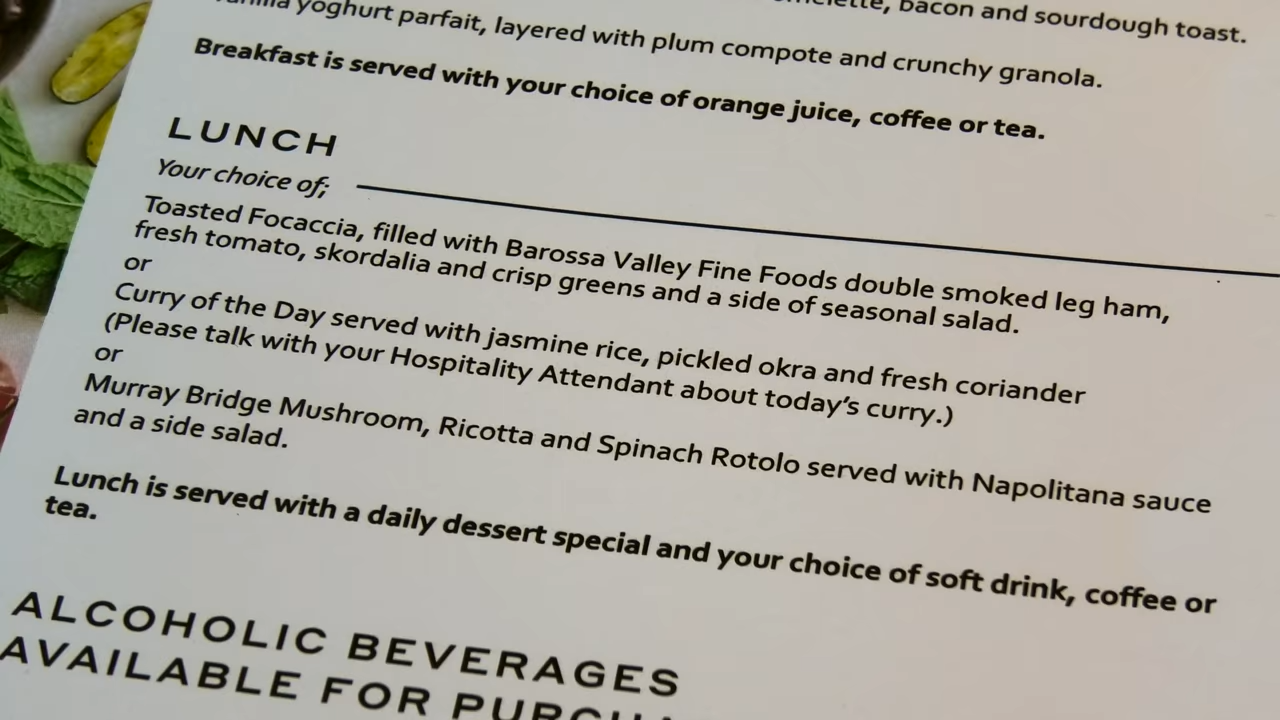 bacon and sourdough toast.
yoghurt parfait, layered with plum compote and crunchy granola.
Breakfast is served with your choice of orange juice, coffee or tea.
LUNCH
Your choice of;
Toasted Focaccia, filled with Barossa Valley Fine Foods double smoked leg ham,
fresh tomato, skordalia and crisp greens and a side of seasonal salad.
or
Curry of the Day served with jasmine rice, pickled okra and fresh coriander
(Please talk with your Hospitality Attendant about today's curry.)
or
Murray Bridge Mushroom, Ricotta and Spinach Rotolo served with Napolitana sauce
and a side salad.
Lunch is served with a daily dessert special and your choice of soft drink, coffee or
tea.
ALCOHOLIC BEVERAGES
AVAILABLE FOR